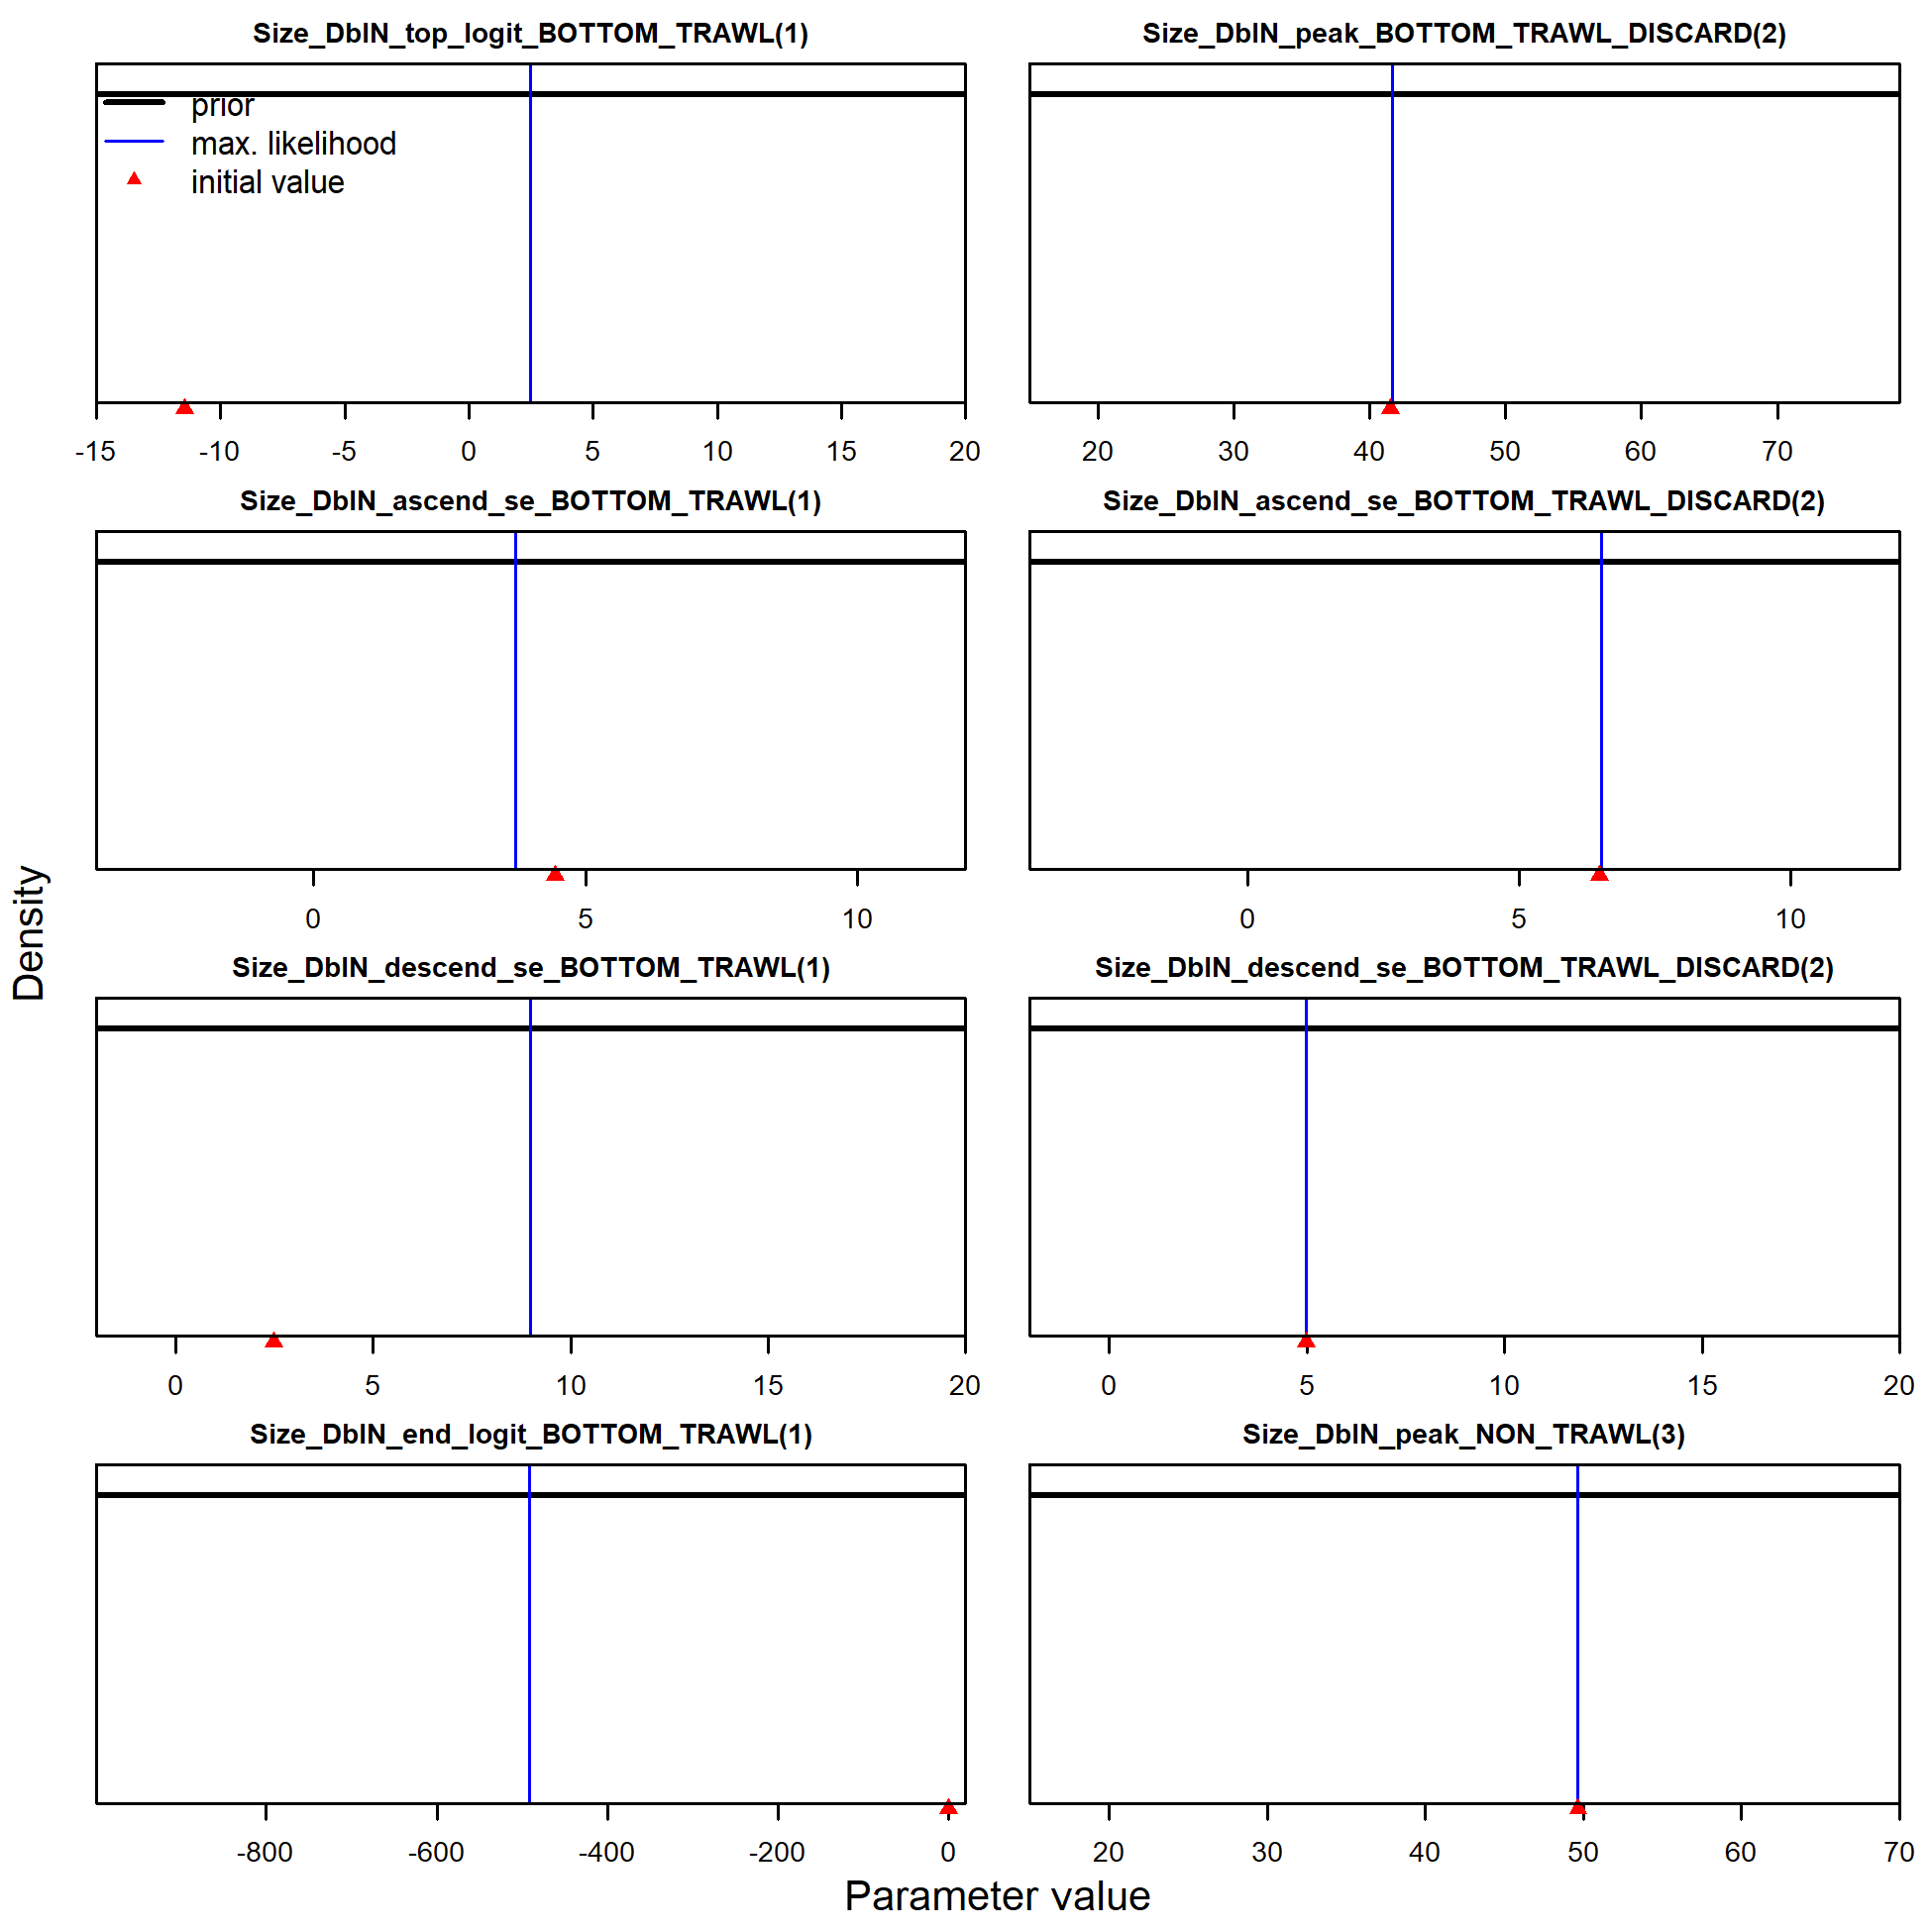 Size_DblN_top_logit_BOTTOM_TRAWL(1)
prior
max. likelihood
initial value
-15 -10 -5 0 5 10 15 20
Size_DblN_peak_BOTTOM_TRAWL_DISCARD(2)
20 30 40 50 60 70
Size_DblN_ascend_se_BOTTOM_TRAWL(1)
0 5 10
Size_DblN_ascend_se_BOTTOM_TRAWL_DISCARD(2)
0 5 10
Size_DblN_descend_se_BOTTOM_TRAWL(1)
0 5 10 15 20
Size_DblN_descend_se_BOTTOM_TRAWL_DISCARD(2)
0 5 10 15 20
Size_DblN_end_logit_BOTTOM_TRAWL(1)
-800 -600 -400 -200 0
Size_DblN_peak_NON_TRAWL(3)
20 30 40 50 60 70
Density
Parameter value